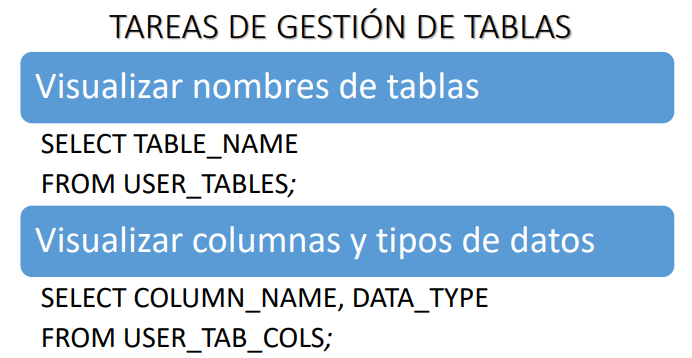 TAREAS DE GESTIÓN DE TABLAS
Visualizar nombres de tablas
SELECT TABLE_NAME
FROM USER_TABLES;
Visualizar columnas y tipos de datos
SELECT COLUMN_NAME, DATA_TYPE
FROM USER_TAB_COLS;